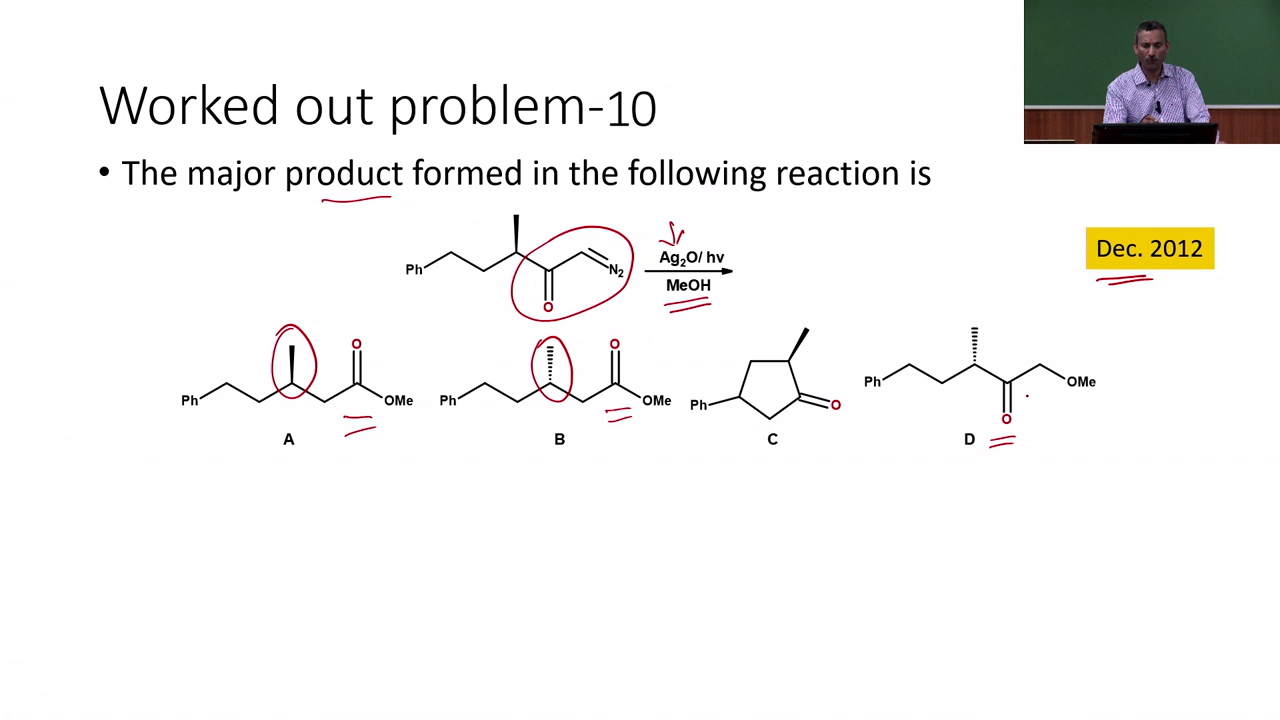 Worked out problem-10
• The major product formed in the following reaction is
Dec. 2012
Ph
O
N2
Ag2O/ hv
MeOH
Ph
O
OMe
A
Ph
O
OMe
B
Ph
O
C
Ph
O
OMe
D